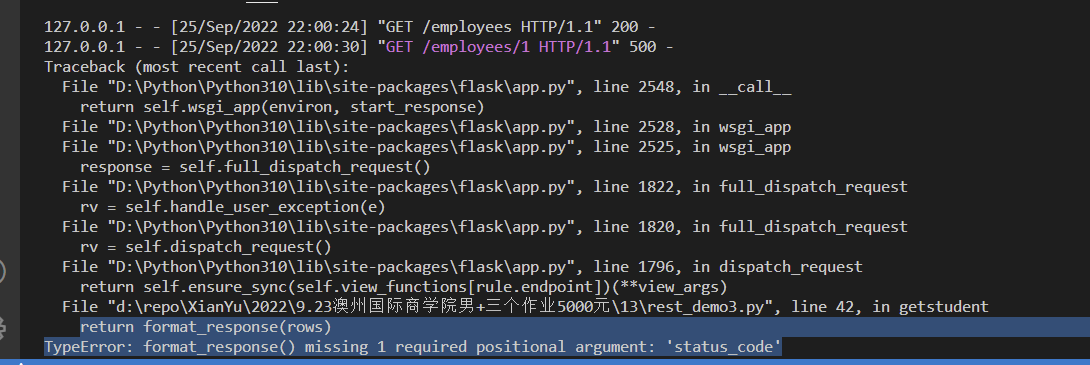 127.0.0.1 - - [25/Sep/2022 22:00:24] "GET /employees HTTP/1.1" 200 -
127.0.0.1 - - [25/Sep/2022 22:00:30] "GET /employees/1 HTTP/1.1" 500 -
Traceback (most recent call last):
  File "D:\Python\Python310\lib\site-packages\flask\app.py", line 2548, in __call__
    return self.wsgi_app(environ, start_response)
  File "D:\Python\Python310\lib\site-packages\flask\app.py", line 2528, in wsgi_app
  File "D:\Python\Python310\lib\site-packages\flask\app.py", line 2525, in wsgi_app
    response = self.full_dispatch_request()
  File "D:\Python\Python310\lib\site-packages\flask\app.py", line 1822, in full_dispatch_request
    rv = self.handle_user_exception(e)
  File "D:\Python\Python310\lib\site-packages\flask\app.py", line 1820, in full_dispatch_request
    rv = self.dispatch_request()
  File "D:\Python\Python310\lib\site-packages\flask\app.py", line 1796, in dispatch_request
    return self.ensure_sync(self.view_functions[rule.endpoint])(**view_args)
  File "d:\repo\XianYu\2022\9.23澳州国际商学院男+三个作业5000元\13\rest_demo3.py", line 42, in getstudent
    return format_response(rows)
TypeError: format_response() missing 1 required positional argument: 'status_code'